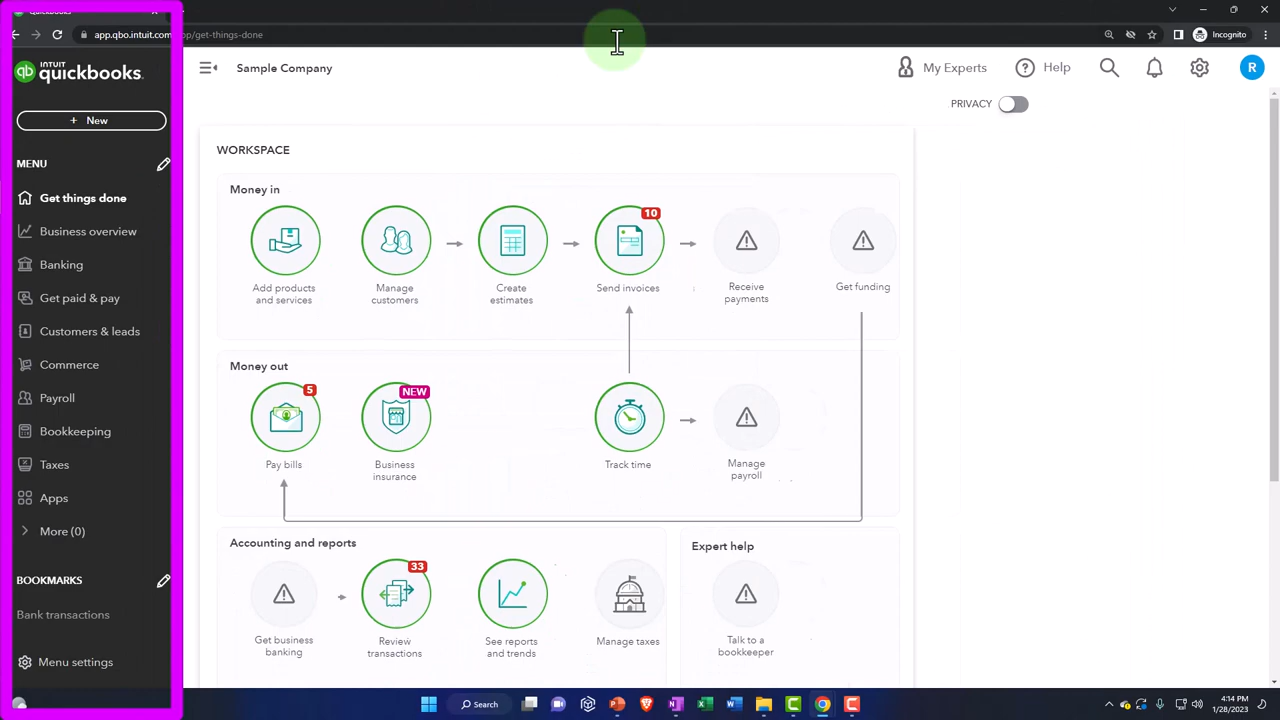 app.qbo.intuit.com/app/get-things-done
Incognito
INTUIT
quickbooks.
Sample Company
My Experts
Help
R
+ New
PRIVACY
MENU
Get things done
Business overview
Banking
Get paid & pay
Customers & leads
Commerce
Payroll
Bookkeeping
Taxes
Apps
More (0)
BOOKMARKS
Bank transactions
Menu settings
WORKSPACE
Money in
10
Add products
and services
Manage
customers
Create
estimates
Send invoices
Receive
payments
Get funding
Money out
5
NEW
Pay bills
Business
insurance
Track time
Manage
payroll
Accounting and reports
33
Get business
banking
Review
transactions
See reports
and trends
Manage taxes
Expert help
Talk to a
bookkeeper
Search
4:14 PM
1/28/2023